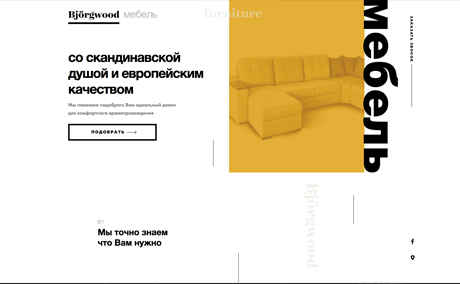 Björgwood мебель
furniture
со скандинавской
душой и европейским
качеством
Мы поможем подобрать Вам идеальный диван
для комфортного времяпровождения
ПОДОБРАТЬ
мебель
ЗАКАЗАТЬ ЗВОНОК
Björgwood
01
Мы точно знаем
что Вам нужно